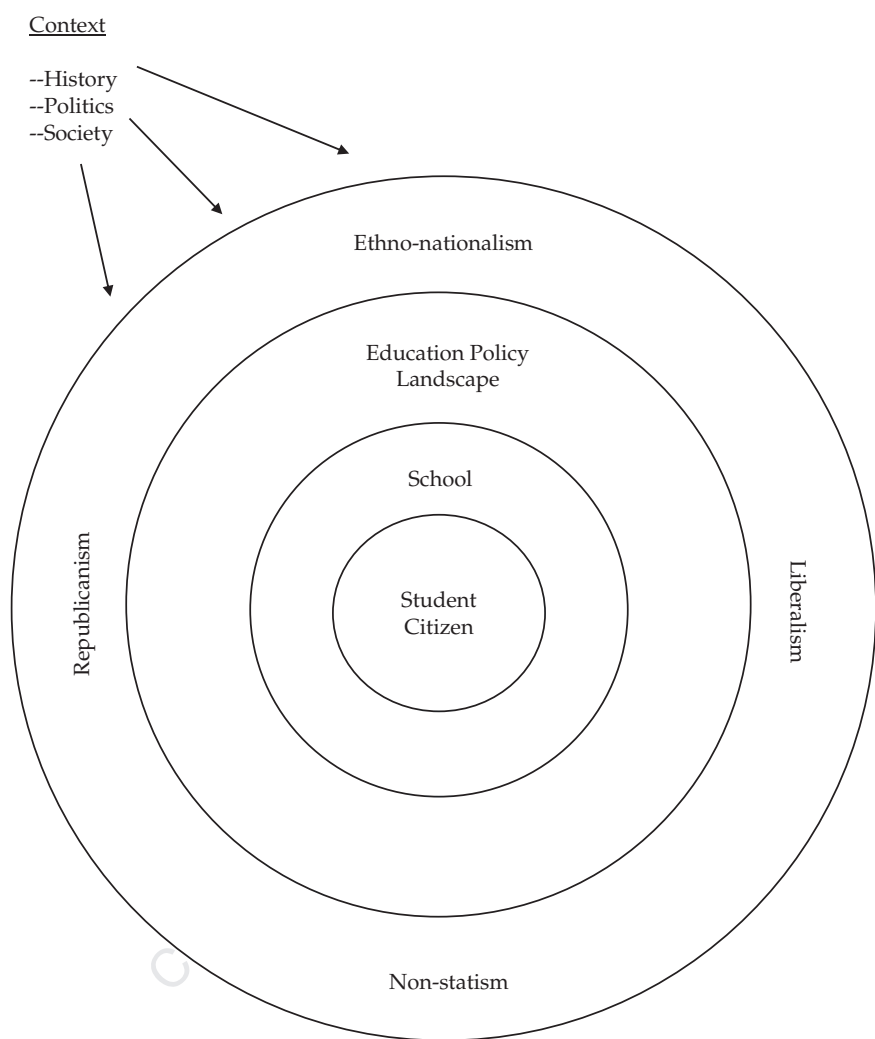 Context
--History
--Politics
--Society
Ethno-nationalism
Education Policy
Landscape
School
Republicanism
Student
Citizen
Liberalism
Non-statism
C